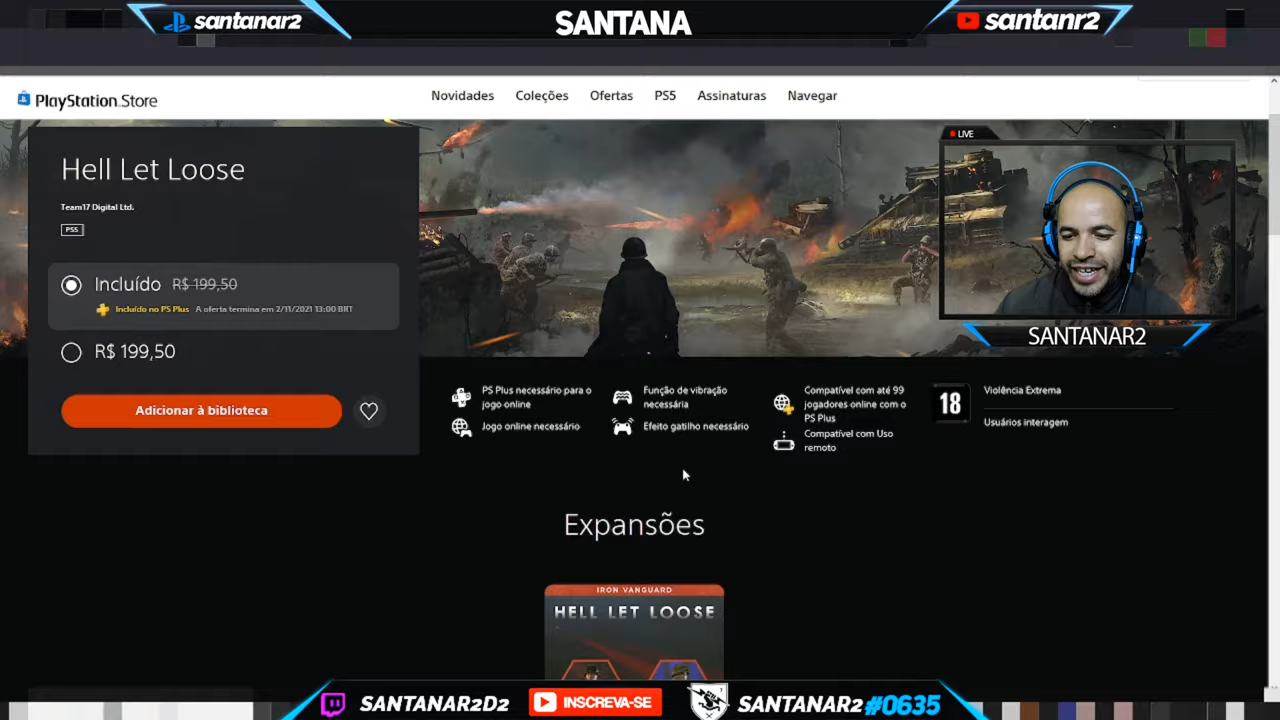 santanar2
SANTANA
santanr2
PlayStation Store
Novidades
Coleções
Ofertas
PS5
Assinaturas
Navegar
Hell Let Loose
Team17 Digital Ltd.
PS5
Incluído R$ 199,50
Incluído no PS Plus A oferta termina em 2/11/2021 13:00 BRT
R$ 199,50
Adicionar à biblioteca
LIVE
SANTANAR2
PS Plus necessário para o
jogo online
Jogo online necessário
Função de vibração
necessária
Efeito gatilho necessário
Compatível com até 99
jogadores online com o
PS Plus
Compatível com Uso
remoto
18
Violência Extrema
Usuários interagem
Expansões
IRON VANGUARD
HELL LET LOOSE
SANTANAR2D2
INSCREVA-SE
SANTANAR2 #0635